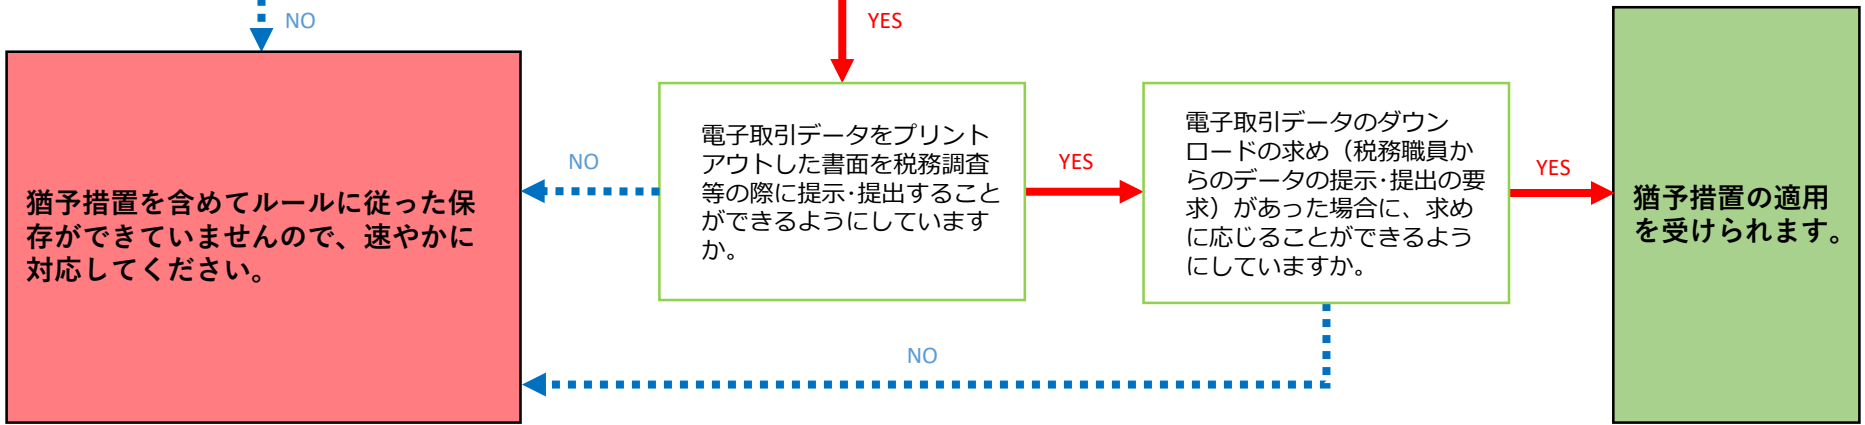 NO
YES
猶予措置を含めてルールに従った保
存ができていませんので、速やかに
対応してください。
NO
電子取引データをプリント
アウトした書面を税務調査
等の際に提示･提出すること
ができるようにしています
か。
YES
電子取引データのダウン
ロードの求め（税務職員か
らのデータの提示･提出の要
求）があった場合に、求め
に応じることができるよう
にしていますか。
YES
猶予措置の適用
を受けられます。
NO